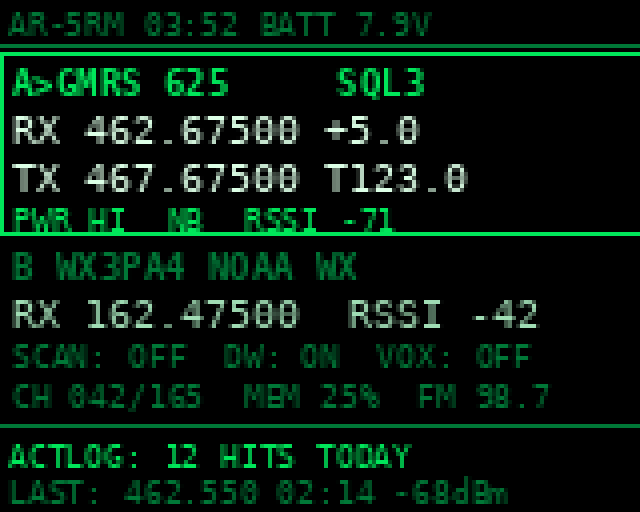 AR-5RM 03:52 BATT 7.9V
A>GMRS 625 SQL3
RX 462.67500 +5.0
TX 467.67500 T123.0
PWR HI NB RSSI -71
B WX3PA4 NOAA WX
RX 162.47500 RSSI -42
SCAN: OFF DW: ON VOX: OFF
CH 042/165 MEM 25% FM 98.7
ACTLOG: 12 HITS TODAY
LAST: 462.550 02:14 -68dBm